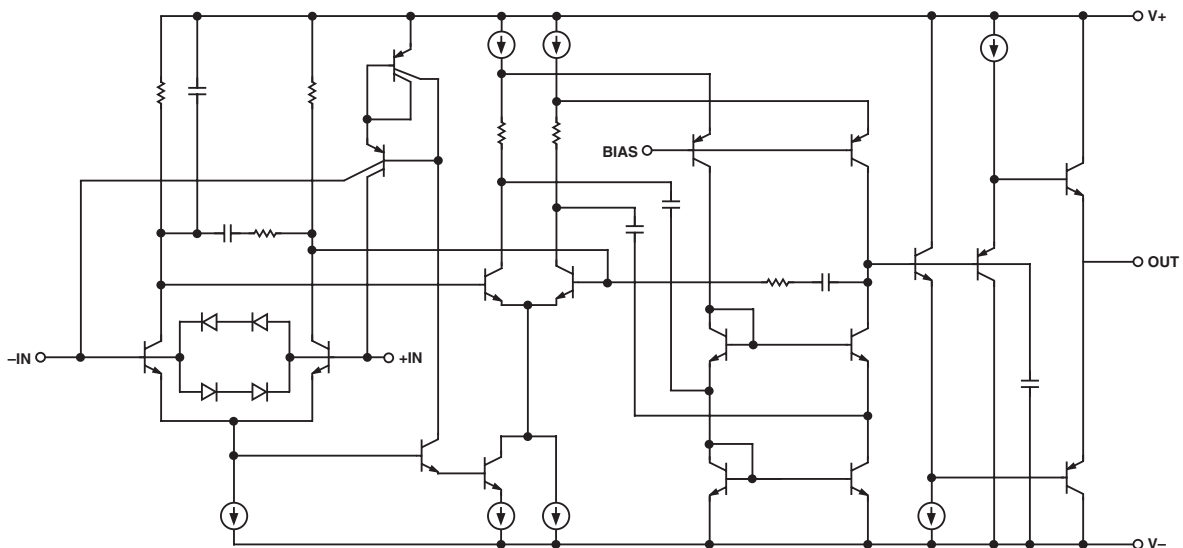 V+
BIAS
OUT
–IN
+IN
V–